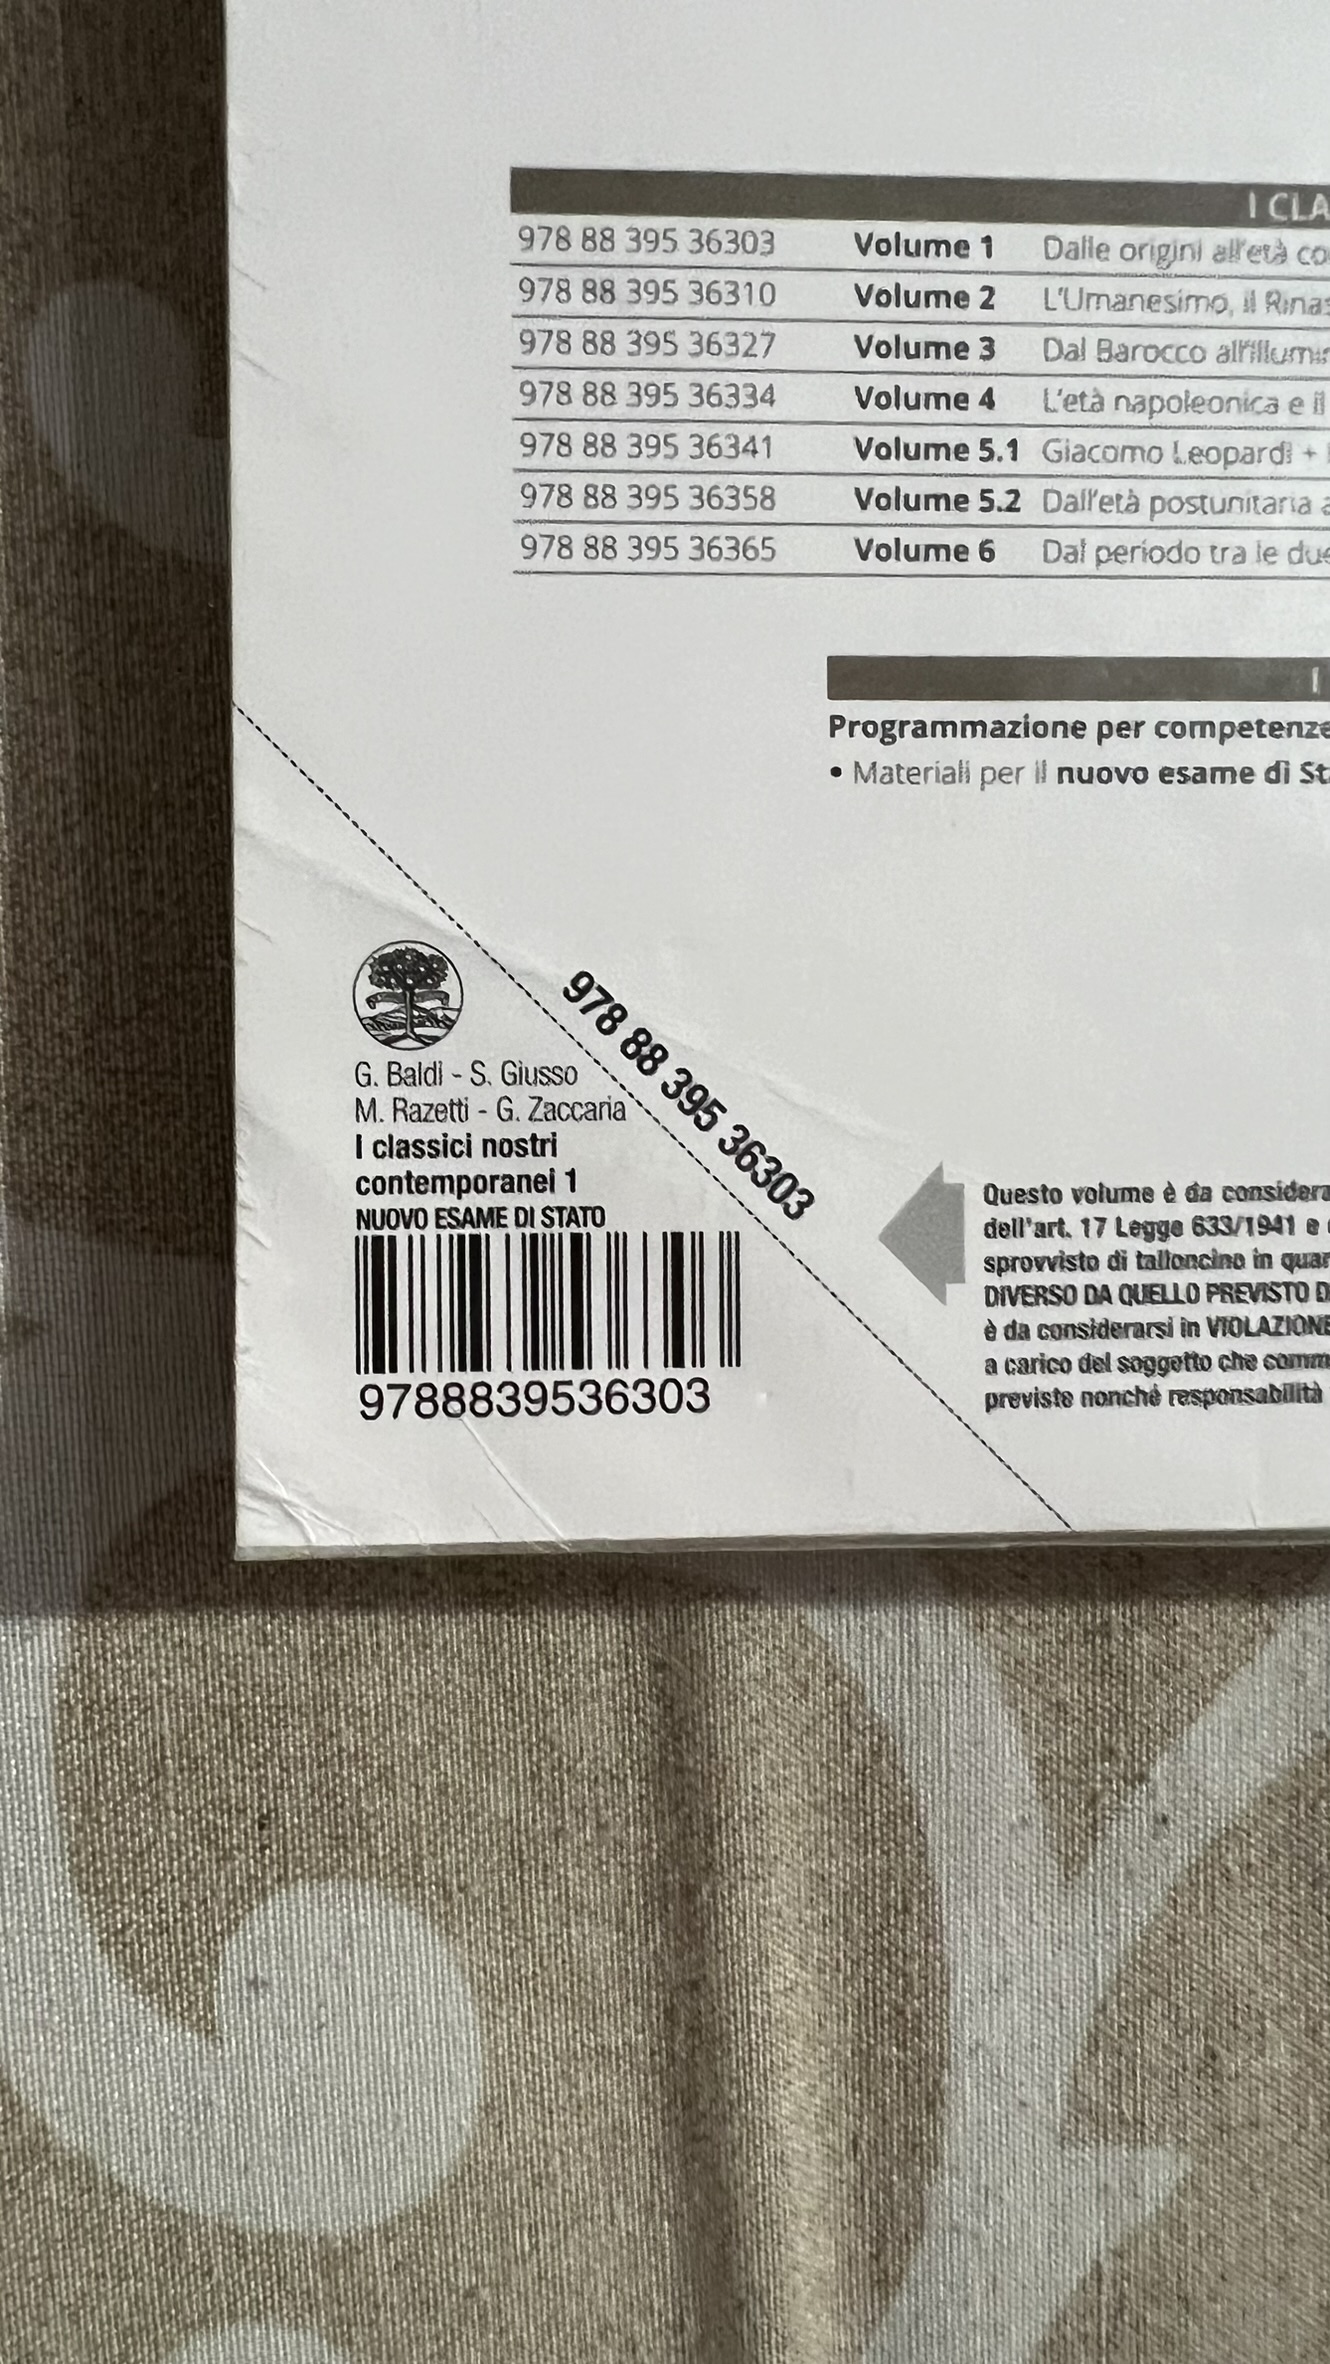 I CLA
978 88 395 36303 Volume 1 Dalle origini all'età co
978 88 395 36310 Volume 2 L'Umanesimo, il Rinas
978 88 395 36327 Volume 3 Dal Barocco all'Illumin
978 88 395 36334 Volume 4 L'età napoleonica e il
978 88 395 36341 Volume 5.1 Giacomo Leopardi +
978 88 395 36358 Volume 5.2 Dall'età postunitaria a
978 88 395 36365 Volume 6 Dal periodo tra le due
I
Programmazione per competenze
• Materiali per il nuovo esame di St
978 88 395 36303
G. Baldi - S. Giusso
M. Razetti - G. Zaccaria
I classici nostri
contemporanei 1
NUOVO ESAME DI STATO
9788839536303
Questo volume è da considera
dell'art. 17 Legge 633/1941 e
sprovvisto di talloncino in quan
DIVERSO DA QUELLO PREVISTO D
è da considerarsi in VIOLAZIONE
a carico del soggetto che comm
previste nonché responsabilità